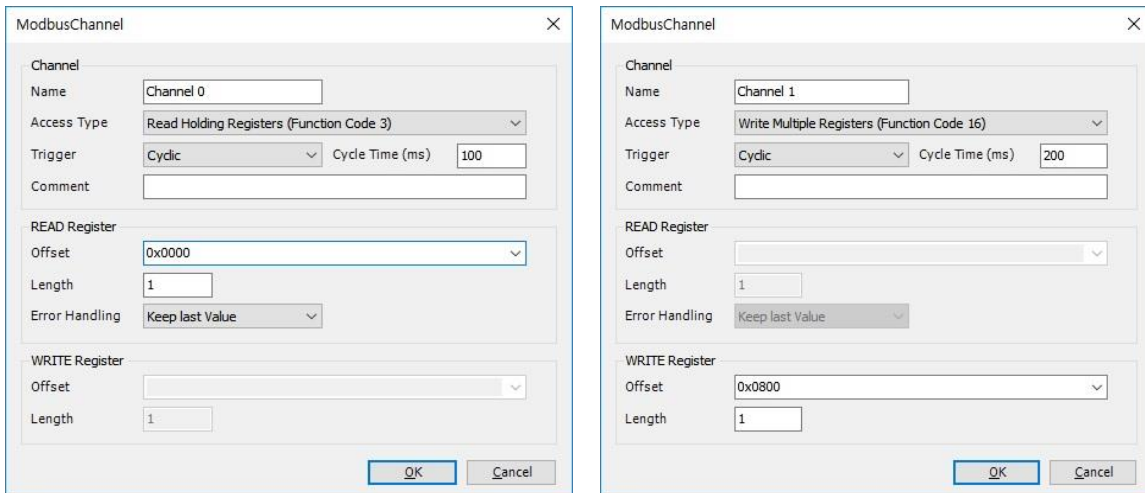 ModbusChannel
Channel
Name Channel 0
Access Type Read Holding Registers (Function Code 3)
Trigger Cyclic Cycle Time (ms) 100
Comment
READ Register
Offset 0x0000
Length 1
Error Handling Keep last Value
WRITE Register
Offset
Length 1
OK Cancel
ModbusChannel
Channel
Name Channel 1
Access Type Write Multiple Registers (Function Code 16)
Trigger Cyclic Cycle Time (ms) 200
Comment
READ Register
Offset
Length 1
Error Handling Keep last Value
WRITE Register
Offset 0x0800
Length 1
OK Cancel